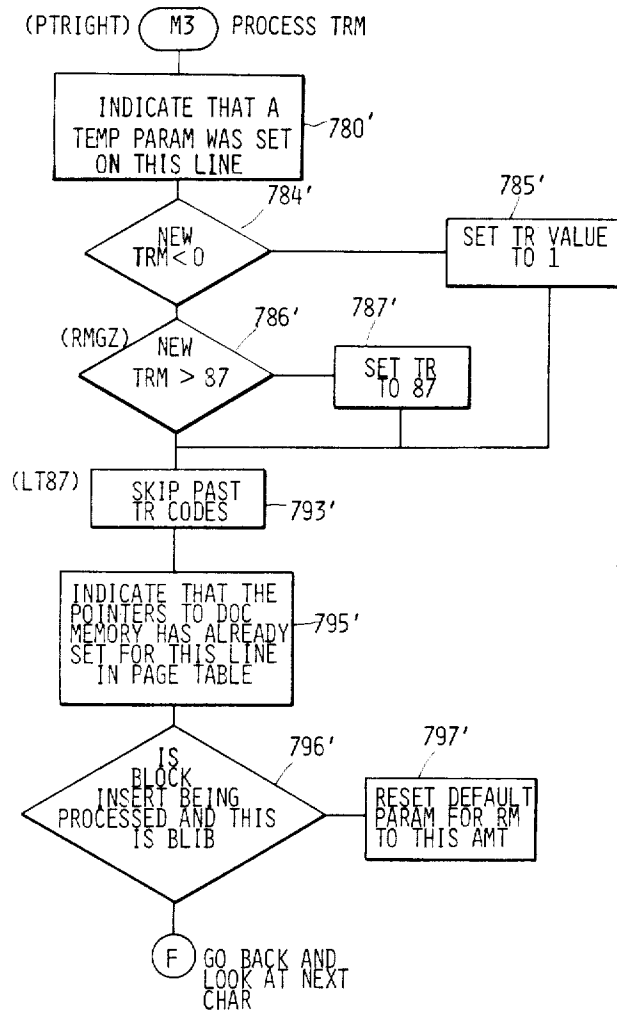 (PTRIGHT) M3 PROCESS TRM
INDICATE THAT A
TEMP PARAM WAS SET
ON THIS LINE
780'
784'
NEW
TRM < 0
785'
SET TR VALUE
TO 1
(RMGZ)
786'
NEW
TRM > 87
787'
SET TR
TO 87
(LT87)
SKIP PAST
TR CODES
793'
INDICATE THAT THE
POINTERS TO DOC
MEMORY HAS ALREADY
SET FOR THIS LINE
IN PAGE TABLE
795'
796'
IS
BLOCK
INSERT BEING
PROCESSED AND THIS
IS BLIB
797'
RESET DEFAULT
PARAM FOR RM
TO THIS AMT
F
GO BACK AND
LOOK AT NEXT
CHAR